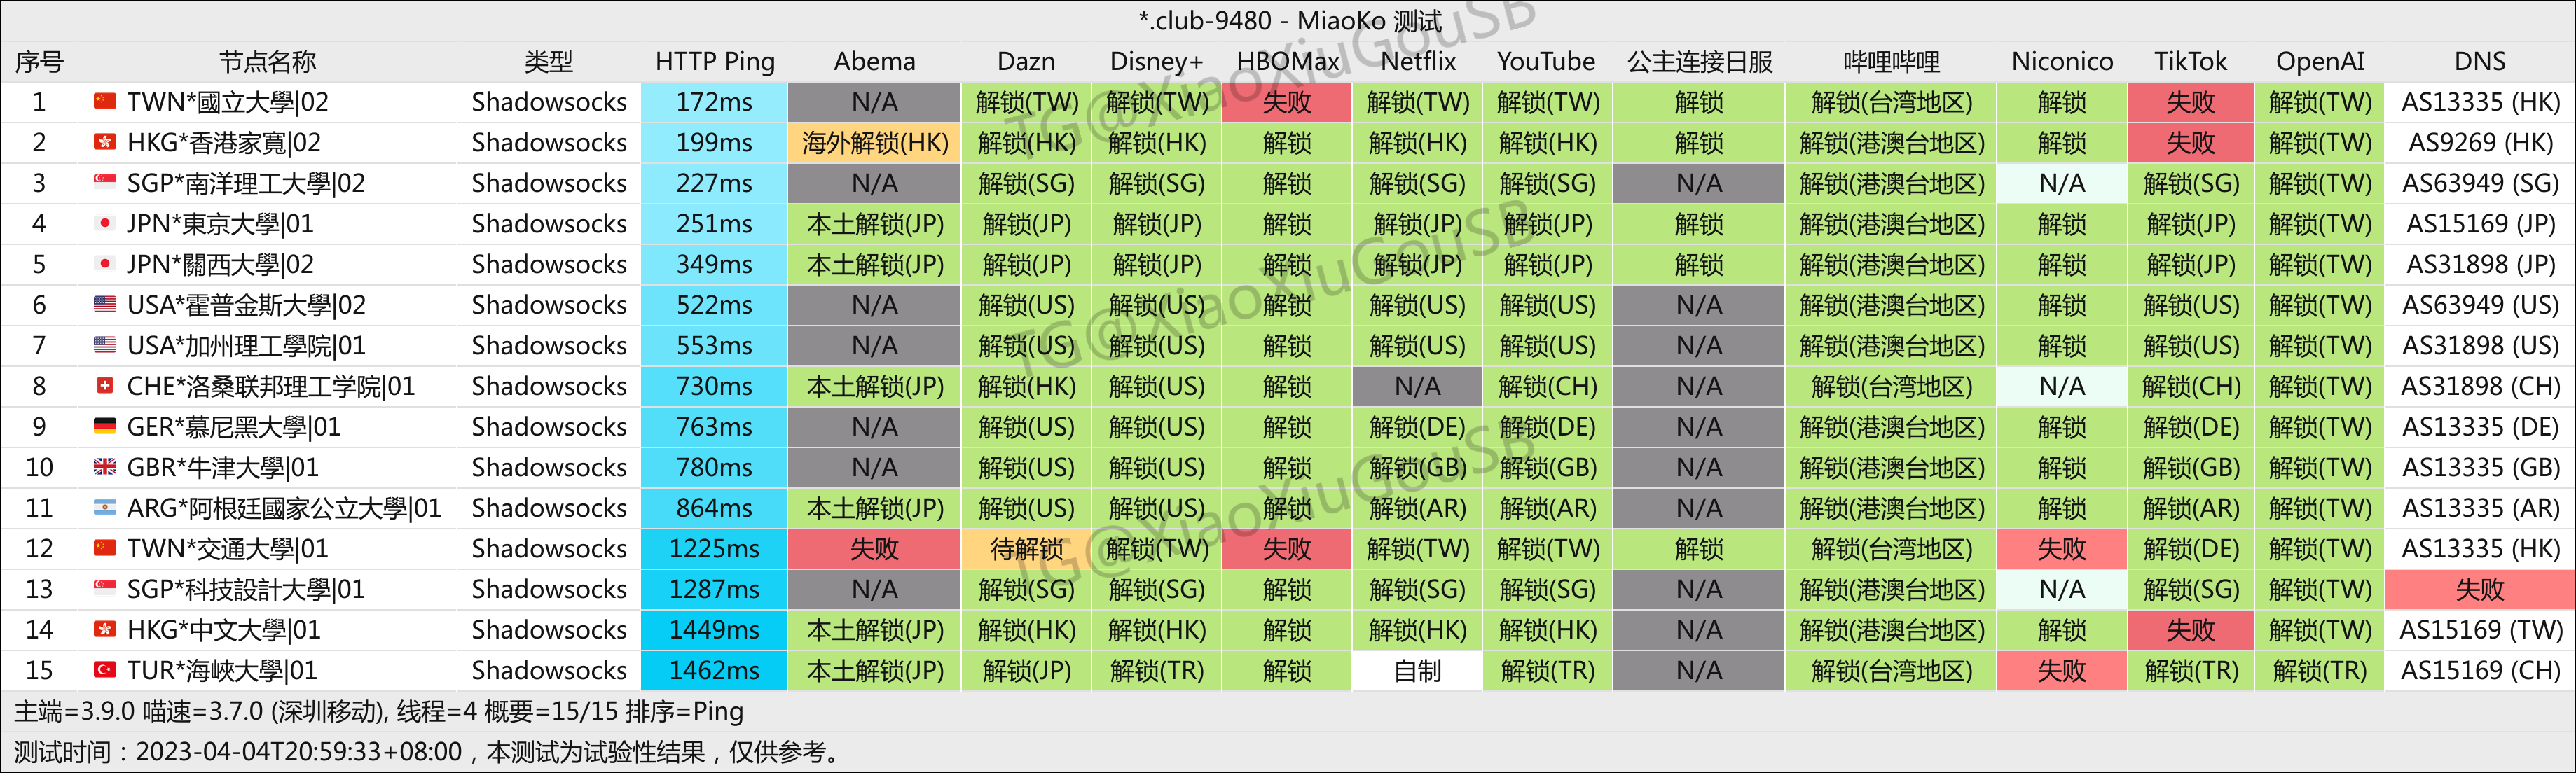 *.club-9480 - MiaoKo 测试
序号 节点名称 类型 HTTP Ping Abema Dazn Disney+ HBOMax Netflix YouTube 公主连接日服 哔哩哔哩 Niconico TikTok OpenAI DNS
1 TWN*國立大學|02 Shadowsocks 172ms N/A 解锁(TW) 解锁(TW) 失败 解锁(TW) 解锁(TW) 解锁 解锁(台湾地区) 解锁 失败 解锁(TW) AS13335 (HK)
2 HKG*香港家寬|02 Shadowsocks 199ms 海外解锁(HK) 解锁(HK) 解锁(HK) 解锁 解锁(HK) 解锁(HK) 解锁 解锁(港澳台地区) 解锁 失败 解锁(TW) AS9269 (HK)
3 SGP*南洋理工大學|02 Shadowsocks 227ms N/A 解锁(SG) 解锁(SG) 解锁 解锁(SG) 解锁(SG) N/A 解锁(港澳台地区) N/A 解锁(SG) 解锁(TW) AS63949 (SG)
4 JPN*東京大學|01 Shadowsocks 251ms 本土解锁(JP) 解锁(JP) 解锁(JP) 解锁 解锁(JP) 解锁(JP) 解锁 解锁(港澳台地区) 解锁 解锁(JP) 解锁(TW) AS15169 (JP)
5 JPN*關西大學|02 Shadowsocks 349ms 本土解锁(JP) 解锁(JP) 解锁(JP) 解锁 解锁(JP) 解锁(JP) 解锁 解锁(港澳台地区) 解锁 解锁(JP) 解锁(TW) AS31898 (JP)
6 USA*霍普金斯大學|02 Shadowsocks 522ms N/A 解锁(US) 解锁(US) 解锁 解锁(US) 解锁(US) N/A 解锁(港澳台地区) 解锁 解锁(US) 解锁(TW) AS63949 (US)
7 USA*加州理工學院|01 Shadowsocks 553ms N/A 解锁(US) 解锁(US) 解锁 解锁(US) 解锁(US) N/A 解锁(港澳台地区) 解锁 解锁(US) 解锁(TW) AS31898 (US)
8 CHE*洛桑联邦理工学院|01 Shadowsocks 730ms 本土解锁(JP) 解锁(HK) 解锁(US) 解锁 N/A 解锁(CH) N/A 解锁(台湾地区) N/A 解锁(CH) 解锁(TW) AS31898 (CH)
9 GER*慕尼黑大學|01 Shadowsocks 763ms N/A 解锁(US) 解锁(US) 解锁 解锁(DE) 解锁(DE) N/A 解锁(港澳台地区) 解锁 解锁(DE) 解锁(TW) AS13335 (DE)
10 GBR*牛津大學|01 Shadowsocks 780ms N/A 解锁(US) 解锁(US) 解锁 解锁(GB) 解锁(GB) N/A 解锁(港澳台地区) 解锁 解锁(GB) 解锁(TW) AS13335 (GB)
11 ARG*阿根廷國家公立大學|01 Shadowsocks 864ms 本土解锁(JP) 解锁(US) 解锁(US) 解锁 解锁(AR) 解锁(AR) N/A 解锁(港澳台地区) 解锁 解锁(AR) 解锁(TW) AS13335 (AR)
12 TWN*交通大學|01 Shadowsocks 1225ms 失败 待解锁 解锁(TW) 失败 解锁(TW) 解锁(TW) 解锁 解锁(台湾地区) 失败 解锁(DE) 解锁(TW) AS13335 (HK)
13 SGP*科技設計大學|01 Shadowsocks 1287ms N/A 解锁(SG) 解锁(SG) 解锁 解锁(SG) 解锁(SG) N/A 解锁(港澳台地区) N/A 解锁(SG) 解锁(TW) 失败
14 HKG*中文大學|01 Shadowsocks 1449ms 本土解锁(JP) 解锁(HK) 解锁(HK) 解锁 解锁(HK) 解锁(HK) N/A 解锁(港澳台地区) 解锁 失败 解锁(TW) AS15169 (TW)
15 TUR*海峽大學|01 Shadowsocks 1462ms 本土解锁(JP) 解锁(JP) 解锁(TR) 解锁 自制 解锁(TR) N/A 解锁(台湾地区) 失败 解锁(TR) 解锁(TR) AS15169 (CH)
主端=3.9.0 喵速=3.7.0 (深圳移动), 线程=4 概要=15/15 排序=Ping
测试时间：2023-04-04T20:59:33+08:00，本测试为试验性结果，仅供参考。
TG@XiaoXiuGouSB
TG@XiaoXiuGouSB
TG@XiaoXiuGouSB